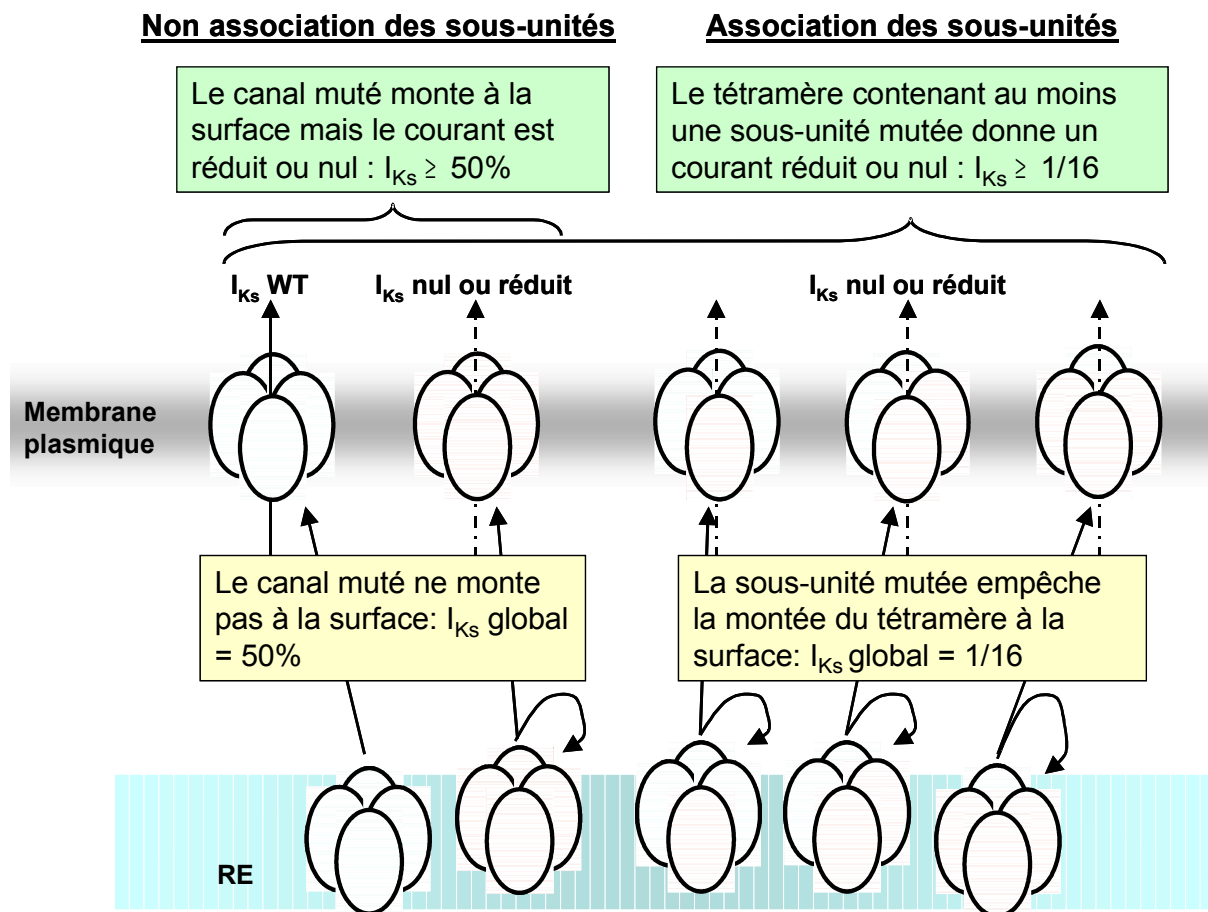 Non association des sous-unités
Association des sous-unités
Le canal muté monte à la
surface mais le courant est
réduit ou nul : IKs ≥ 50%
Le tétramère contenant au moins
une sous-unité mutée donne un
courant réduit ou nul : IKs ≥ 1/16
IKs WT
IKs nul ou réduit
IKs nul ou réduit
Membrane
plasmique
Le canal muté ne monte
pas à la surface: IKs global
= 50%
La sous-unité mutée empêche
la montée du tétramère à la
surface: IKs global = 1/16
RE